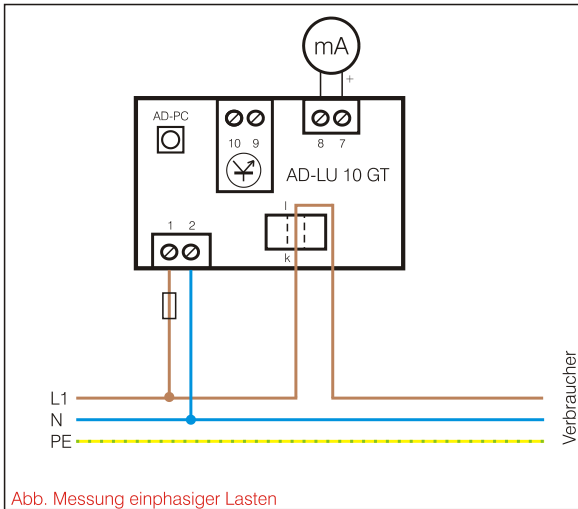 mA
+
AD-PC
10 9
8 7
AD-LU 10 GT
l
k
1 2
L1
N
PE
Verbraucher
Abb. Messung einphasiger Lasten